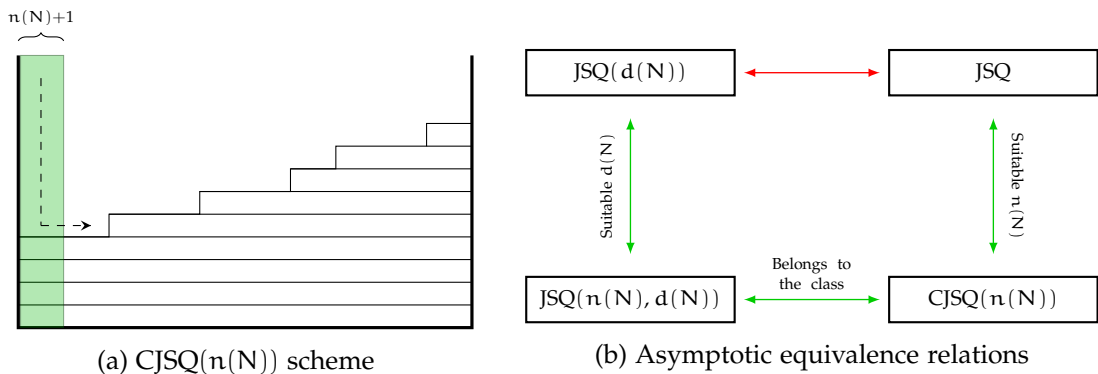 n(N)+1
(a) CJSQ(n(N)) scheme
JSQ(d(N))
JSQ
Suitable d(N)
Suitable n(N)
JSQ(n(N), d(N))
Belongs to
the class
CJSQ(n(N))
(b) Asymptotic equivalence relations